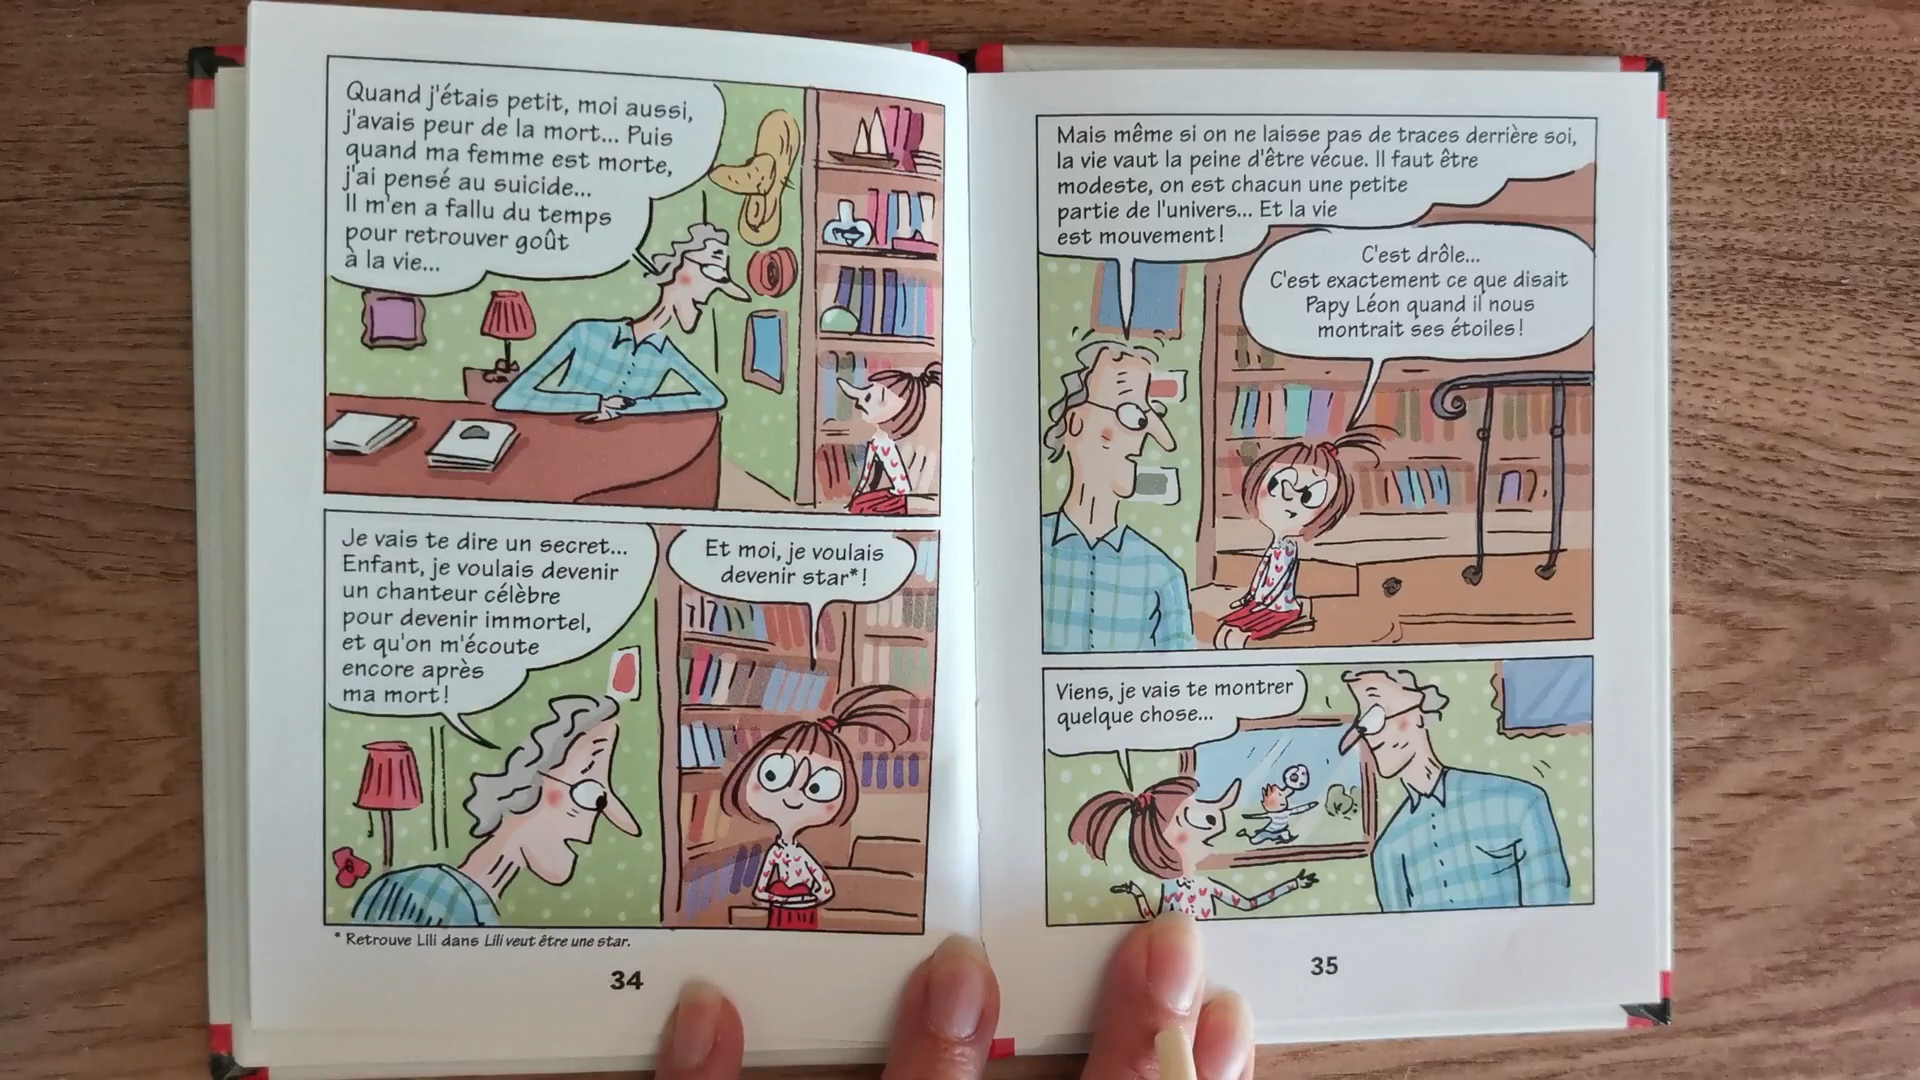 Quand j'étais petit, moi aussi,
j'avais peur de la mort... Puis
quand ma femme est morte,
j'ai pensé au suicide...
Il m'en a fallu du temps
pour retrouver goût
à la vie...
Je vais te dire un secret...
Enfant, je voulais devenir
un chanteur célèbre
pour devenir immortel,
et qu'on m'écoute
encore après
ma mort!
Et moi, je voulais
devenir star*!
* Retrouve Lili dans Lili veut être une star.
34
Mais même si on ne laisse pas de traces derrière soi,
la vie vaut la peine d'être vécue. Il faut être
modeste, on est chacun une petite
partie de l'univers... Et la vie
est mouvement!
C'est drôle...
C'est exactement ce que disait
Papy Léon quand il nous
montrait ses étoiles!
Viens, je vais te montrer
quelque chose...
35